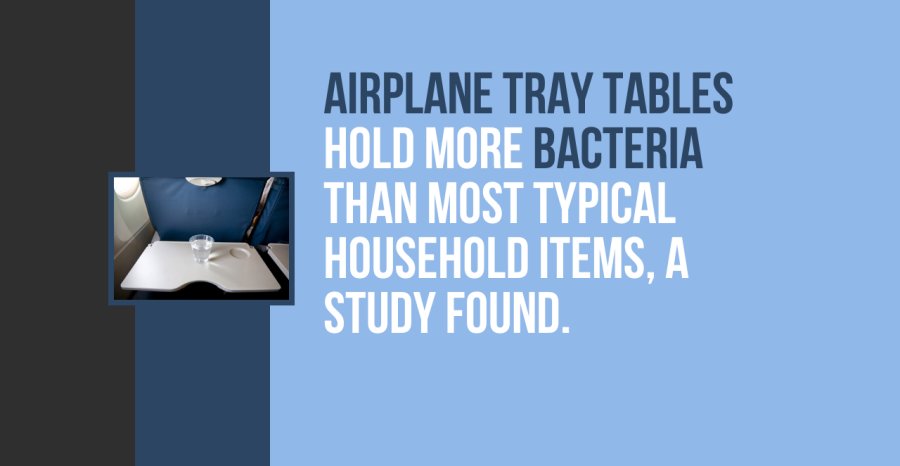 AIRPLANE TRAY TABLES
HOLD MORE BACTERIA
THAN MOST TYPICAL
HOUSEHOLD ITEMS, A
STUDY FOUND.